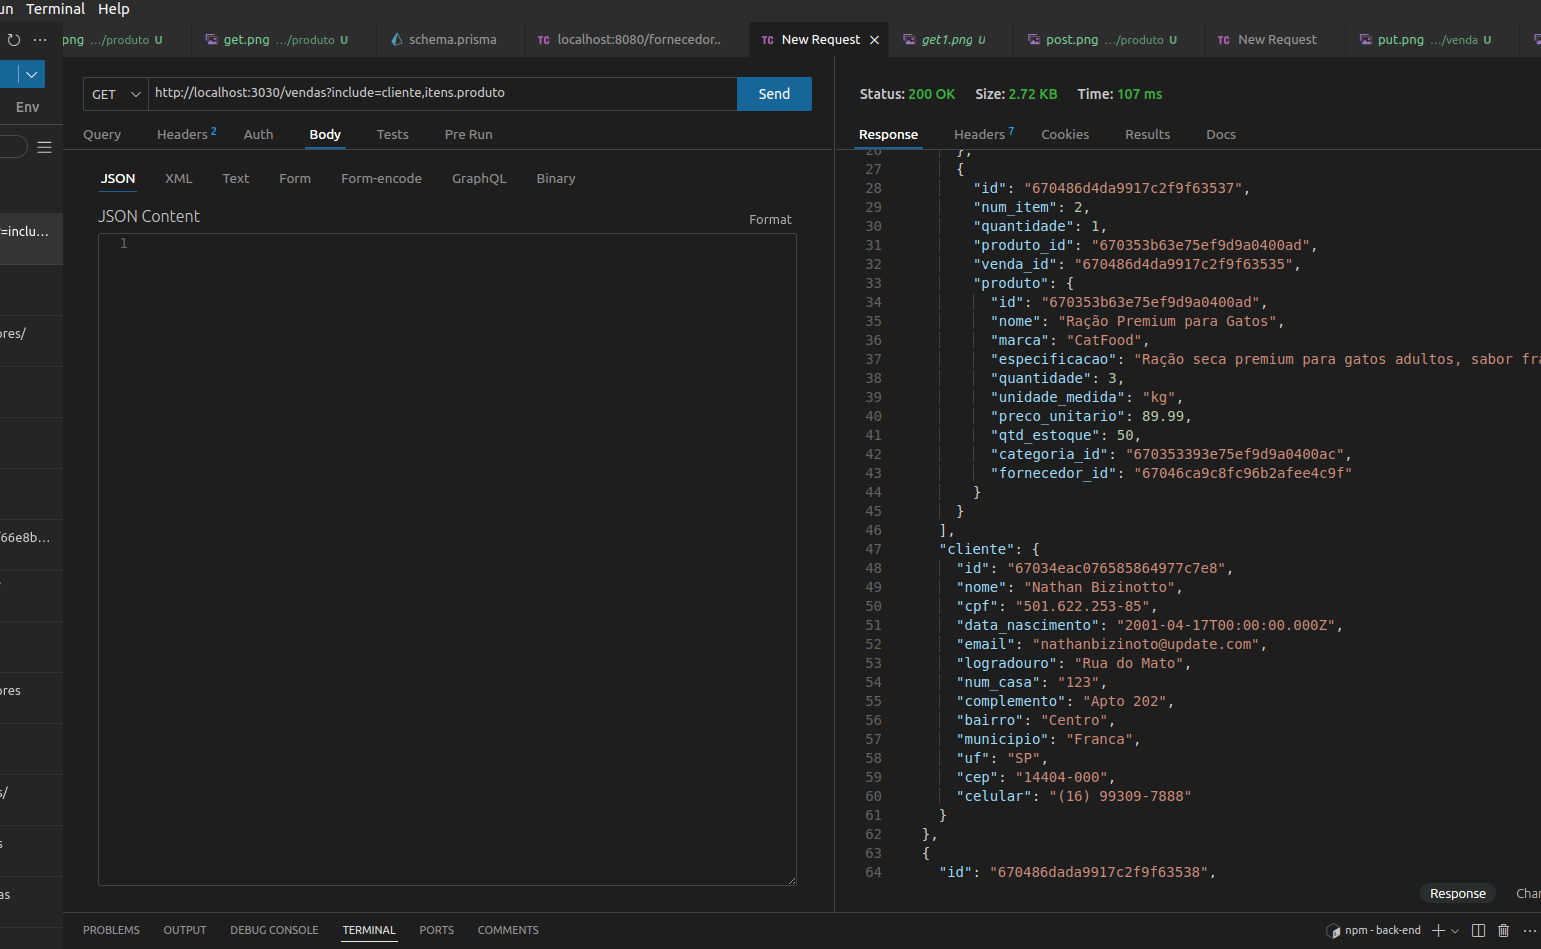 un Terminal Help
png .../produto U
get.png .../produto U
schema.prisma
TC localhost:8080/fornecedor..
TC New Request
get1.png U
post.png .../produto U
TC New Request
put.png .../venda U
Env
=inclu...
ores/
/66e8b...
ores
s/
s
as
GET
http://localhost:3030/vendas?include=cliente,itens.produto
Send
Query Headers 2 Auth Body Tests Pre Run
JSON XML Text Form Form-encode GraphQL Binary
JSON Content
Format
1
Status: 200 OK Size: 2.72 KB Time: 107 ms
Response Headers 7 Cookies Results Docs
26 },
27 {
28 "id": "670486d4da9917c2f9f63537",
29 "num_item": 2,
30 "quantidade": 1,
31 "produto_id": "670353b63e75ef9d9a0400ad",
32 "venda_id": "670486d4da9917c2f9f63535",
33 "produto": {
34 "id": "670353b63e75ef9d9a0400ad",
35 "nome": "Ração Premium para Gatos",
36 "marca": "CatFood",
37 "especificacao": "Ração seca premium para gatos adultos, sabor fra
38 "quantidade": 3,
39 "unidade_medida": "kg",
40 "preco_unitario": 89.99,
41 "qtd_estoque": 50,
42 "categoria_id": "670353393e75ef9d9a0400ac",
43 "fornecedor_id": "67046ca9c8fc96b2afee4c9f"
44 }
45 }
46 ],
47 "cliente": {
48 "id": "67034eac076585864977c7e8",
49 "nome": "Nathan Bizinotto",
50 "cpf": "501.622.253-85",
51 "data_nascimento": "2001-04-17T00:00:00.000Z",
52 "email": "nathanbizinoto@update.com",
53 "logradouro": "Rua do Mato",
54 "num_casa": "123",
55 "complemento": "Apto 202",
56 "bairro": "Centro",
57 "municipio": "Franca",
58 "uf": "SP",
59 "cep": "14404-000",
60 "celular": "(16) 99309-7888"
61 }
62 },
63 {
64 "id": "670486dada9917c2f9f63538",
Response Char
PROBLEMS OUTPUT DEBUG CONSOLE TERMINAL PORTS COMMENTS
npm - back-end